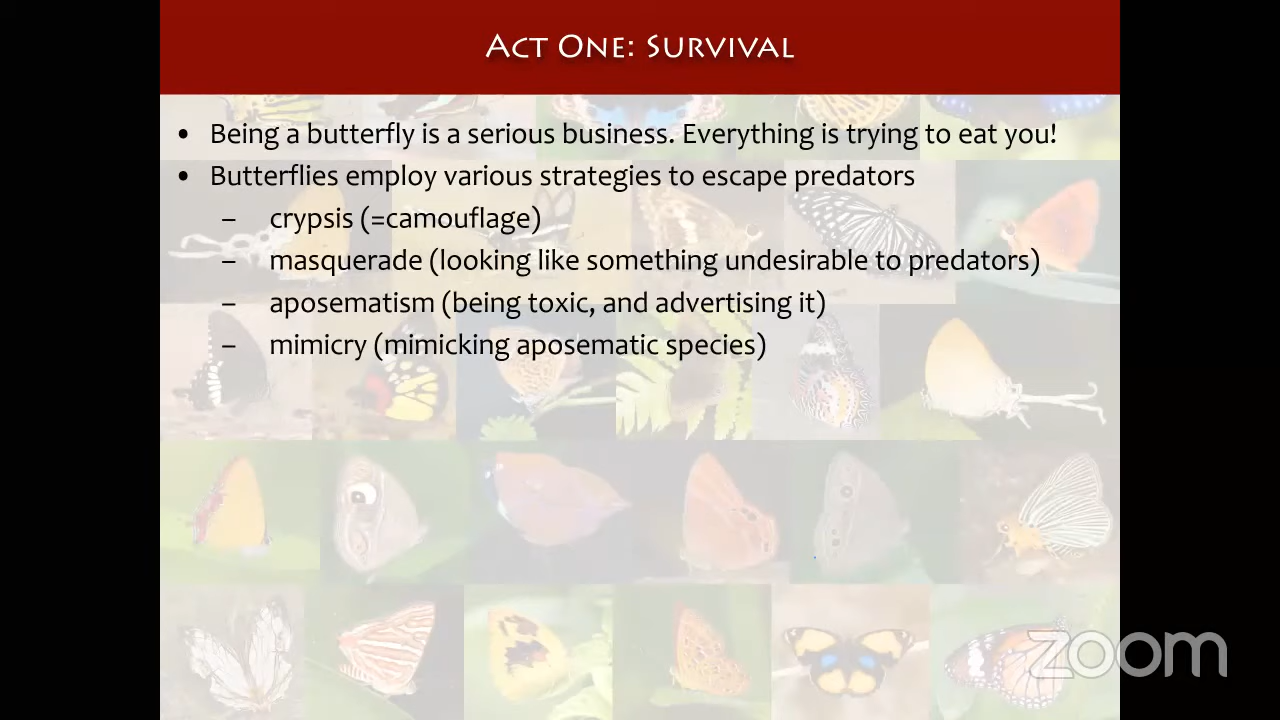 Act One: Survival
• Being a butterfly is a serious business. Everything is trying to eat you!
• Butterflies employ various strategies to escape predators
– crypsis (=camouflage)
– masquerade (looking like something undesirable to predators)
– aposematism (being toxic, and advertising it)
– mimicry (mimicking aposematic species)
zoom